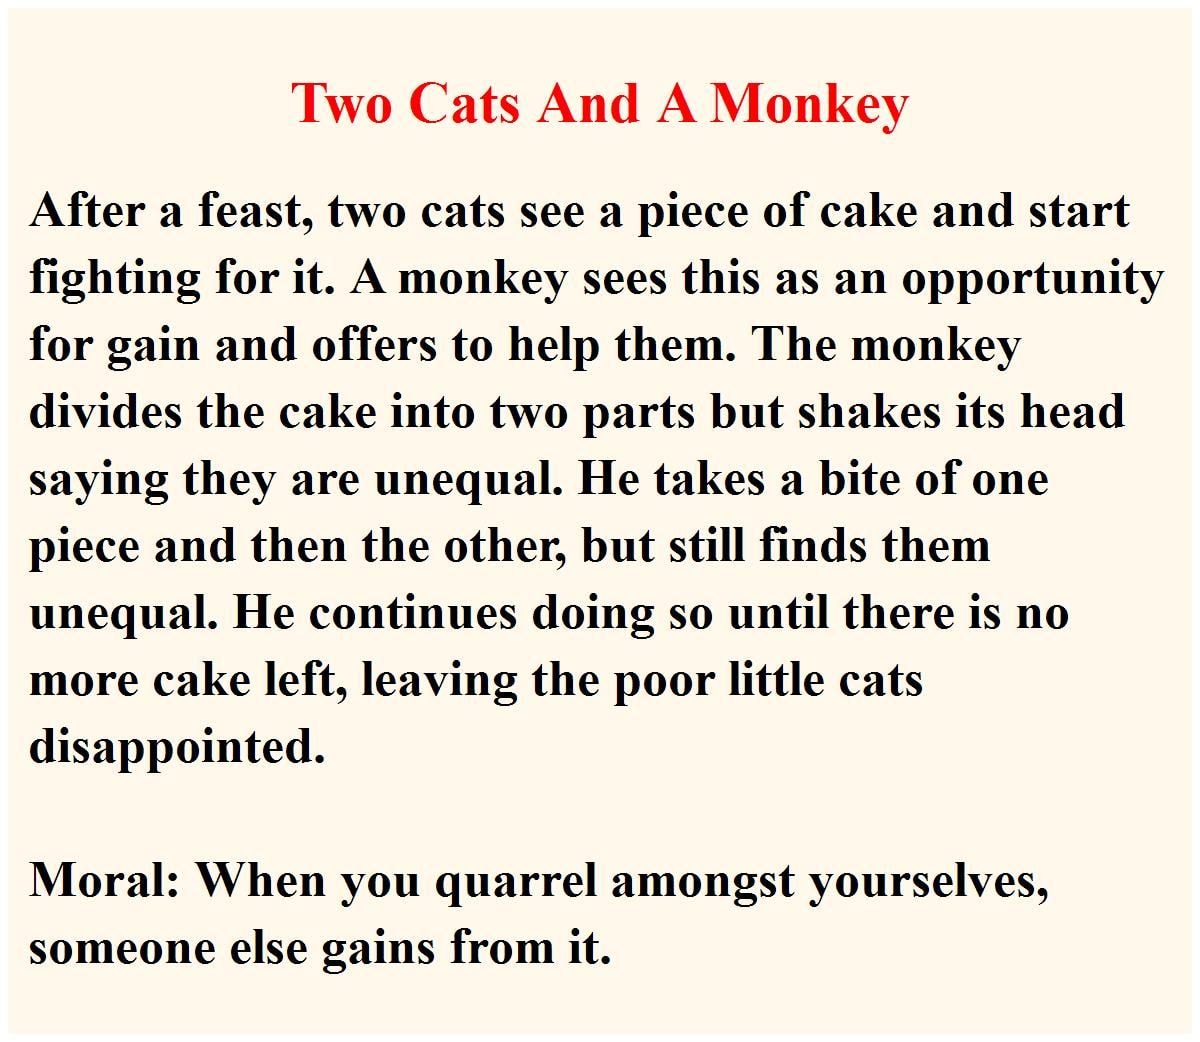 Two Cats And A Monkey
After a feast, two cats see a piece of cake and start
fighting for it. A monkey sees this as an opportunity
for gain and offers to help them. The monkey
divides the cake into two parts but shakes its head
saying they are unequal. He takes a bite of one
piece and then the other, but still finds them
unequal. He continues doing so until there is no
more cake left, leaving the poor little cats
disappointed.
Moral: When you quarrel amongst yourselves,
someone else gains from it.